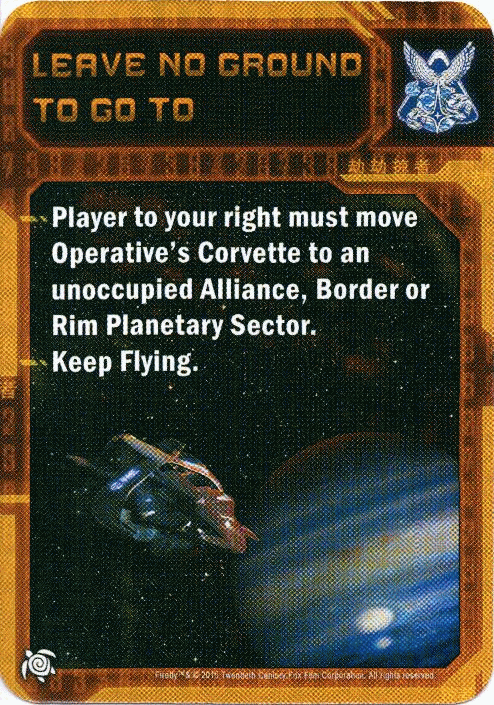 LEAVE NO GROUND
TO GO TO
Player to your right must move
Operative's Corvette to an
unoccupied Alliance, Border or
Rim Planetary Sector.
Keep Flying.
Firefly™ & © 2016 Twentieth Century Fox Film Corporation. All rights reserved.